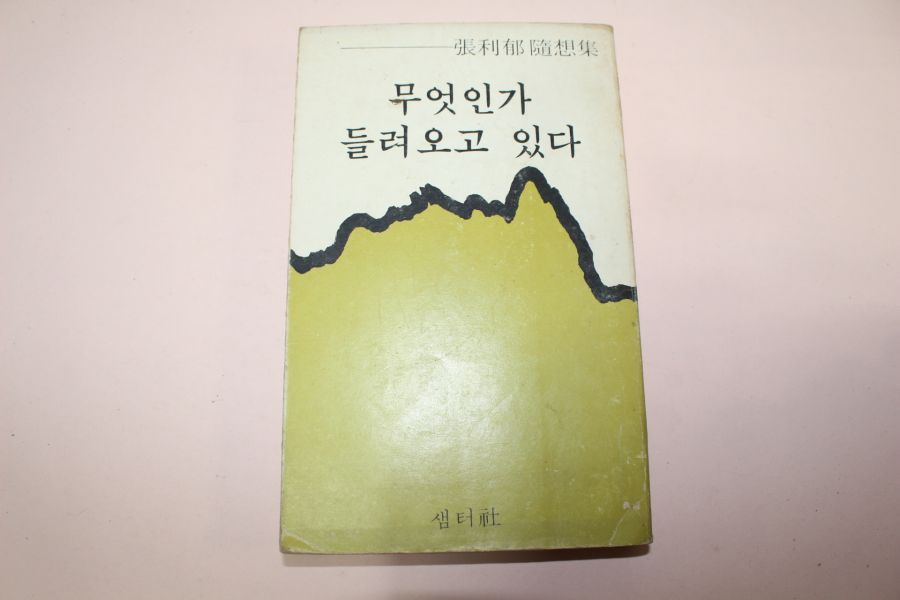 張利郁 隨想集
무엇인가
들려오고 있다
샘터社